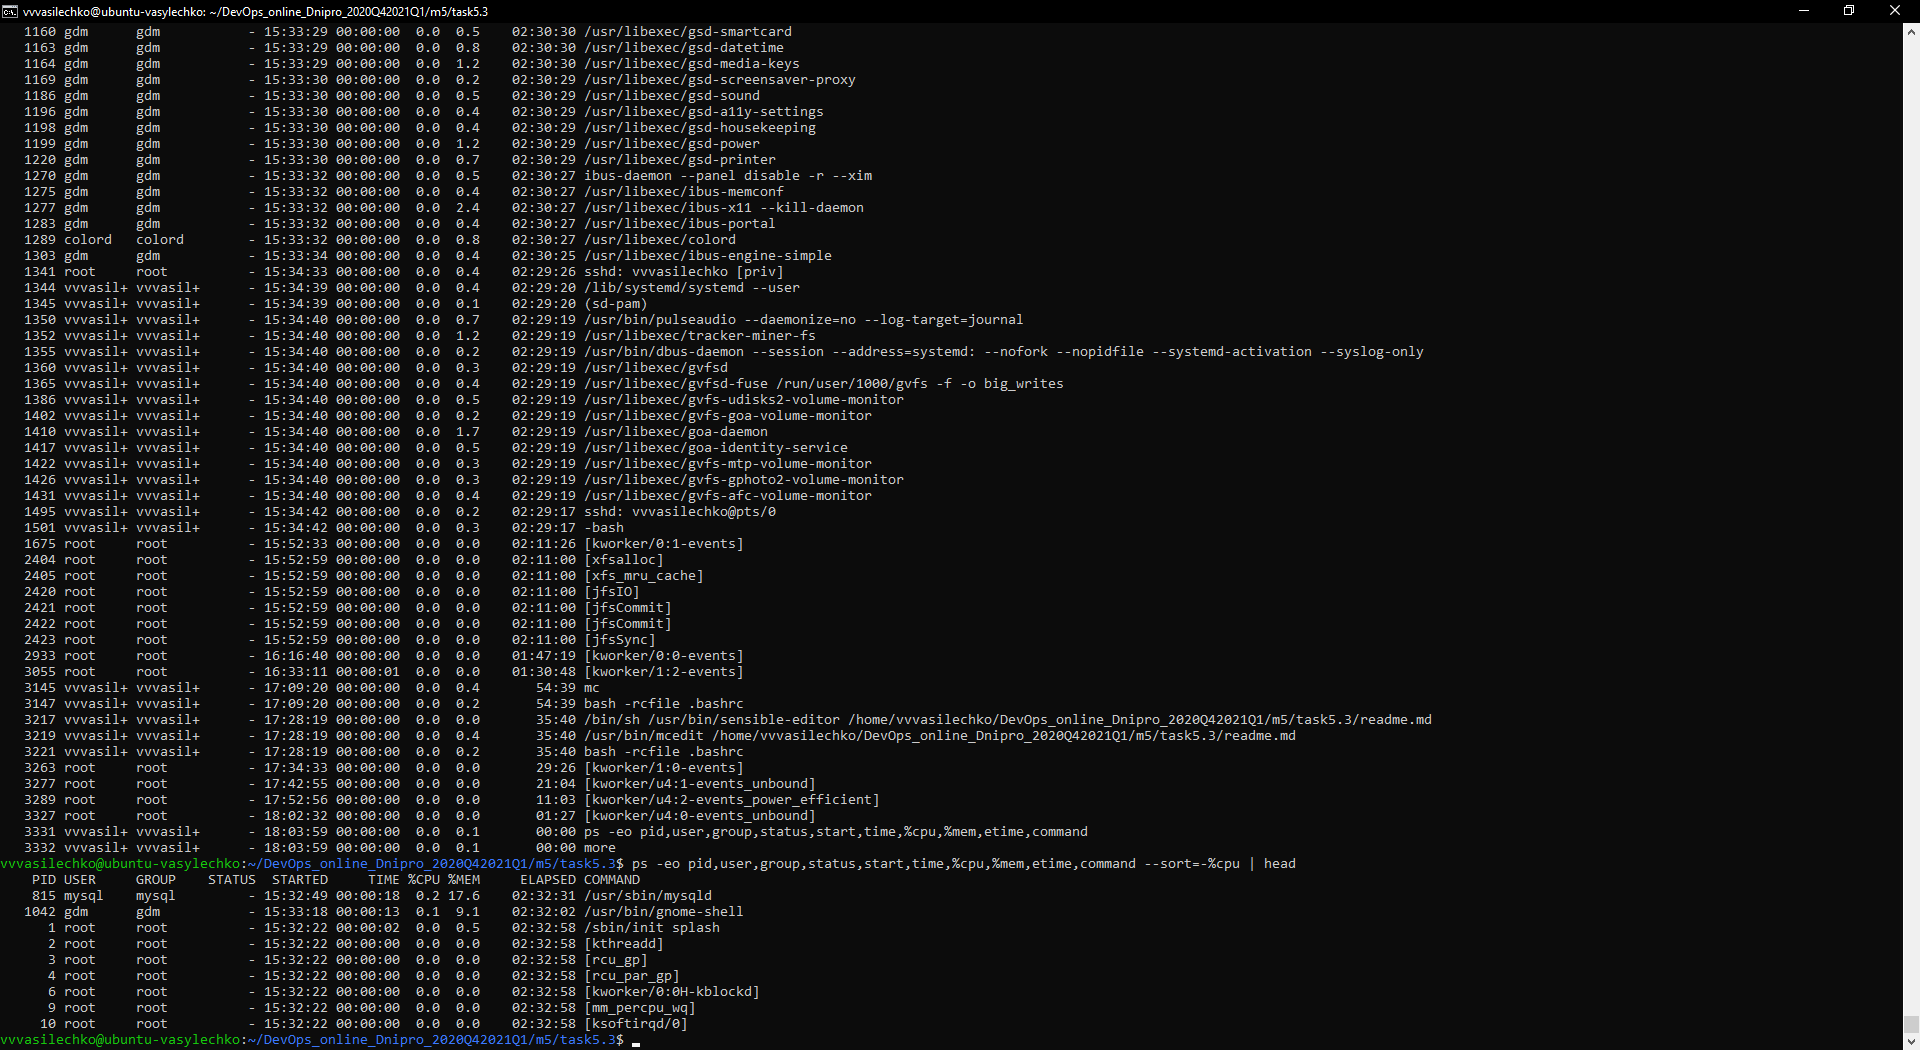 vvvasilechko@ubuntu-vasylechko: ~/DevOps_online_Dnipro_2020Q42021Q1/m5/task5.3
1160 gdm gdm - 15:33:29 00:00:00 0.0 0.5 02:30:30 /usr/libexec/gsd-smartcard
1163 gdm gdm - 15:33:29 00:00:00 0.0 0.8 02:30:30 /usr/libexec/gsd-datetime
1164 gdm gdm - 15:33:29 00:00:00 0.0 1.2 02:30:30 /usr/libexec/gsd-media-keys
1169 gdm gdm - 15:33:30 00:00:00 0.0 0.2 02:30:29 /usr/libexec/gsd-screensaver-proxy
1186 gdm gdm - 15:33:30 00:00:00 0.0 0.5 02:30:29 /usr/libexec/gsd-sound
1196 gdm gdm - 15:33:30 00:00:00 0.0 0.4 02:30:29 /usr/libexec/gsd-a11y-settings
1198 gdm gdm - 15:33:30 00:00:00 0.0 0.4 02:30:29 /usr/libexec/gsd-housekeeping
1199 gdm gdm - 15:33:30 00:00:00 0.0 1.2 02:30:29 /usr/libexec/gsd-power
1220 gdm gdm - 15:33:30 00:00:00 0.0 0.7 02:30:29 /usr/libexec/gsd-printer
1270 gdm gdm - 15:33:32 00:00:00 0.0 0.5 02:30:27 ibus-daemon --panel disable -r --xim
1275 gdm gdm - 15:33:32 00:00:00 0.0 0.4 02:30:27 /usr/libexec/ibus-memconf
1277 gdm gdm - 15:33:32 00:00:00 0.0 2.4 02:30:27 /usr/libexec/ibus-x11 --kill-daemon
1283 gdm gdm - 15:33:32 00:00:00 0.0 0.4 02:30:27 /usr/libexec/ibus-portal
1289 colord colord - 15:33:32 00:00:00 0.0 0.8 02:30:27 /usr/libexec/colord
1303 gdm gdm - 15:33:34 00:00:00 0.0 0.4 02:30:25 /usr/libexec/ibus-engine-simple
1341 root root - 15:34:33 00:00:00 0.0 0.4 02:29:26 sshd: vvvasilechko [priv]
1344 vvvasil+ vvvasil+ - 15:34:39 00:00:00 0.0 0.4 02:29:20 /lib/systemd/systemd --user
1345 vvvasil+ vvvasil+ - 15:34:39 00:00:00 0.0 0.1 02:29:20 (sd-pam)
1350 vvvasil+ vvvasil+ - 15:34:40 00:00:00 0.0 0.7 02:29:19 /usr/bin/pulseaudio --daemonize=no --log-target=journal
1352 vvvasil+ vvvasil+ - 15:34:40 00:00:00 0.0 1.2 02:29:19 /usr/libexec/tracker-miner-fs
1355 vvvasil+ vvvasil+ - 15:34:40 00:00:00 0.0 0.2 02:29:19 /usr/bin/dbus-daemon --session --address=systemd: --nofork --nopidfile --systemd-activation --syslog-only
1360 vvvasil+ vvvasil+ - 15:34:40 00:00:00 0.0 0.3 02:29:19 /usr/libexec/gvfsd
1365 vvvasil+ vvvasil+ - 15:34:40 00:00:00 0.0 0.4 02:29:19 /usr/libexec/gvfsd-fuse /run/user/1000/gvfs -f -o big_writes
1386 vvvasil+ vvvasil+ - 15:34:40 00:00:00 0.0 0.5 02:29:19 /usr/libexec/gvfs-udisks2-volume-monitor
1402 vvvasil+ vvvasil+ - 15:34:40 00:00:00 0.0 0.2 02:29:19 /usr/libexec/gvfs-goa-volume-monitor
1410 vvvasil+ vvvasil+ - 15:34:40 00:00:00 0.0 1.7 02:29:19 /usr/libexec/goa-daemon
1417 vvvasil+ vvvasil+ - 15:34:40 00:00:00 0.0 0.5 02:29:19 /usr/libexec/goa-identity-service
1422 vvvasil+ vvvasil+ - 15:34:40 00:00:00 0.0 0.3 02:29:19 /usr/libexec/gvfs-mtp-volume-monitor
1426 vvvasil+ vvvasil+ - 15:34:40 00:00:00 0.0 0.3 02:29:19 /usr/libexec/gvfs-gphoto2-volume-monitor
1431 vvvasil+ vvvasil+ - 15:34:40 00:00:00 0.0 0.4 02:29:19 /usr/libexec/gvfs-afc-volume-monitor
1495 vvvasil+ vvvasil+ - 15:34:42 00:00:00 0.0 0.2 02:29:17 sshd: vvvasilechko@pts/0
1501 vvvasil+ vvvasil+ - 15:34:42 00:00:00 0.0 0.3 02:29:17 -bash
1675 root root - 15:52:33 00:00:00 0.0 0.0 02:11:26 [kworker/0:1-events]
2404 root root - 15:52:59 00:00:00 0.0 0.0 02:11:00 [xfsalloc]
2405 root root - 15:52:59 00:00:00 0.0 0.0 02:11:00 [xfs_mru_cache]
2420 root root - 15:52:59 00:00:00 0.0 0.0 02:11:00 [jfsIO]
2421 root root - 15:52:59 00:00:00 0.0 0.0 02:11:00 [jfsCommit]
2422 root root - 15:52:59 00:00:00 0.0 0.0 02:11:00 [jfsCommit]
2423 root root - 15:52:59 00:00:00 0.0 0.0 02:11:00 [jfsSync]
2933 root root - 16:16:40 00:00:00 0.0 0.0 01:47:19 [kworker/0:0-events]
3055 root root - 16:33:11 00:00:01 0.0 0.0 01:30:48 [kworker/1:2-events]
3145 vvvasil+ vvvasil+ - 17:09:20 00:00:00 0.0 0.4 54:39 mc
3147 vvvasil+ vvvasil+ - 17:09:20 00:00:00 0.0 0.2 54:39 bash -rcfile .bashrc
3217 vvvasil+ vvvasil+ - 17:28:19 00:00:00 0.0 0.0 35:40 /bin/sh /usr/bin/sensible-editor /home/vvvasilechko/DevOps_online_Dnipro_2020Q42021Q1/m5/task5.3/readme.md
3219 vvvasil+ vvvasil+ - 17:28:19 00:00:00 0.0 0.4 35:40 /usr/bin/mcedit /home/vvvasilechko/DevOps_online_Dnipro_2020Q42021Q1/m5/task5.3/readme.md
3221 vvvasil+ vvvasil+ - 17:28:19 00:00:00 0.0 0.2 35:40 bash -rcfile .bashrc
3263 root root - 17:34:33 00:00:00 0.0 0.0 29:26 [kworker/1:0-events]
3277 root root - 17:42:55 00:00:00 0.0 0.0 21:04 [kworker/u4:1-events_unbound]
3289 root root - 17:52:56 00:00:00 0.0 0.0 11:03 [kworker/u4:2-events_power_efficient]
3327 root root - 18:02:32 00:00:00 0.0 0.0 01:27 [kworker/u4:0-events_unbound]
3331 vvvasil+ vvvasil+ - 18:03:59 00:00:00 0.0 0.1 00:00 ps -eo pid,user,group,status,start,time,%cpu,%mem,etime,command
3332 vvvasil+ vvvasil+ - 18:03:59 00:00:00 0.0 0.1 00:00 more
vvvasilechko@ubuntu-vasylechko:~/DevOps_online_Dnipro_2020Q42021Q1/m5/task5.3$ ps -eo pid,user,group,status,start,time,%cpu,%mem,etime,command --sort=-%cpu | head
PID USER GROUP STATUS STARTED TIME %CPU %MEM ELAPSED COMMAND
815 mysql mysql - 15:32:49 00:00:18 0.2 17.6 02:32:31 /usr/sbin/mysqld
1042 gdm gdm - 15:33:18 00:00:13 0.1 9.1 02:32:02 /usr/bin/gnome-shell
1 root root - 15:32:22 00:00:02 0.0 0.5 02:32:58 /sbin/init splash
2 root root - 15:32:22 00:00:00 0.0 0.0 02:32:58 [kthreadd]
3 root root - 15:32:22 00:00:00 0.0 0.0 02:32:58 [rcu_gp]
4 root root - 15:32:22 00:00:00 0.0 0.0 02:32:58 [rcu_par_gp]
6 root root - 15:32:22 00:00:00 0.0 0.0 02:32:58 [kworker/0:0H-kblockd]
9 root root - 15:32:22 00:00:00 0.0 0.0 02:32:58 [mm_percpu_wq]
10 root root - 15:32:22 00:00:00 0.0 0.0 02:32:58 [ksoftirqd/0]
vvvasilechko@ubuntu-vasylechko:~/DevOps_online_Dnipro_2020Q42021Q1/m5/task5.3$